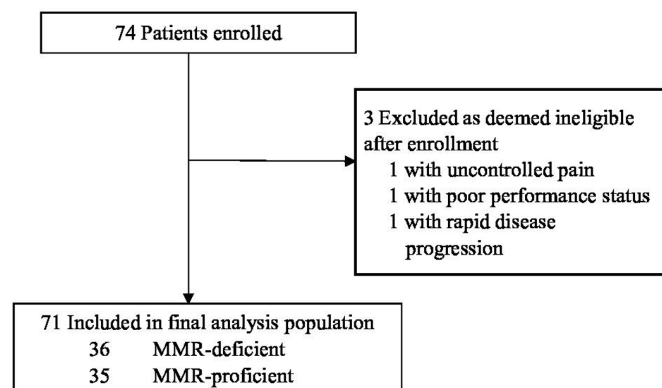 74 Patients enrolled
3 Excluded as deemed ineligible
after enrollment
1 with uncontrolled pain
1 with poor performance status
1 with rapid disease
progression
71 Included in final analysis population
36 MMR-deficient
35 MMR-proficient